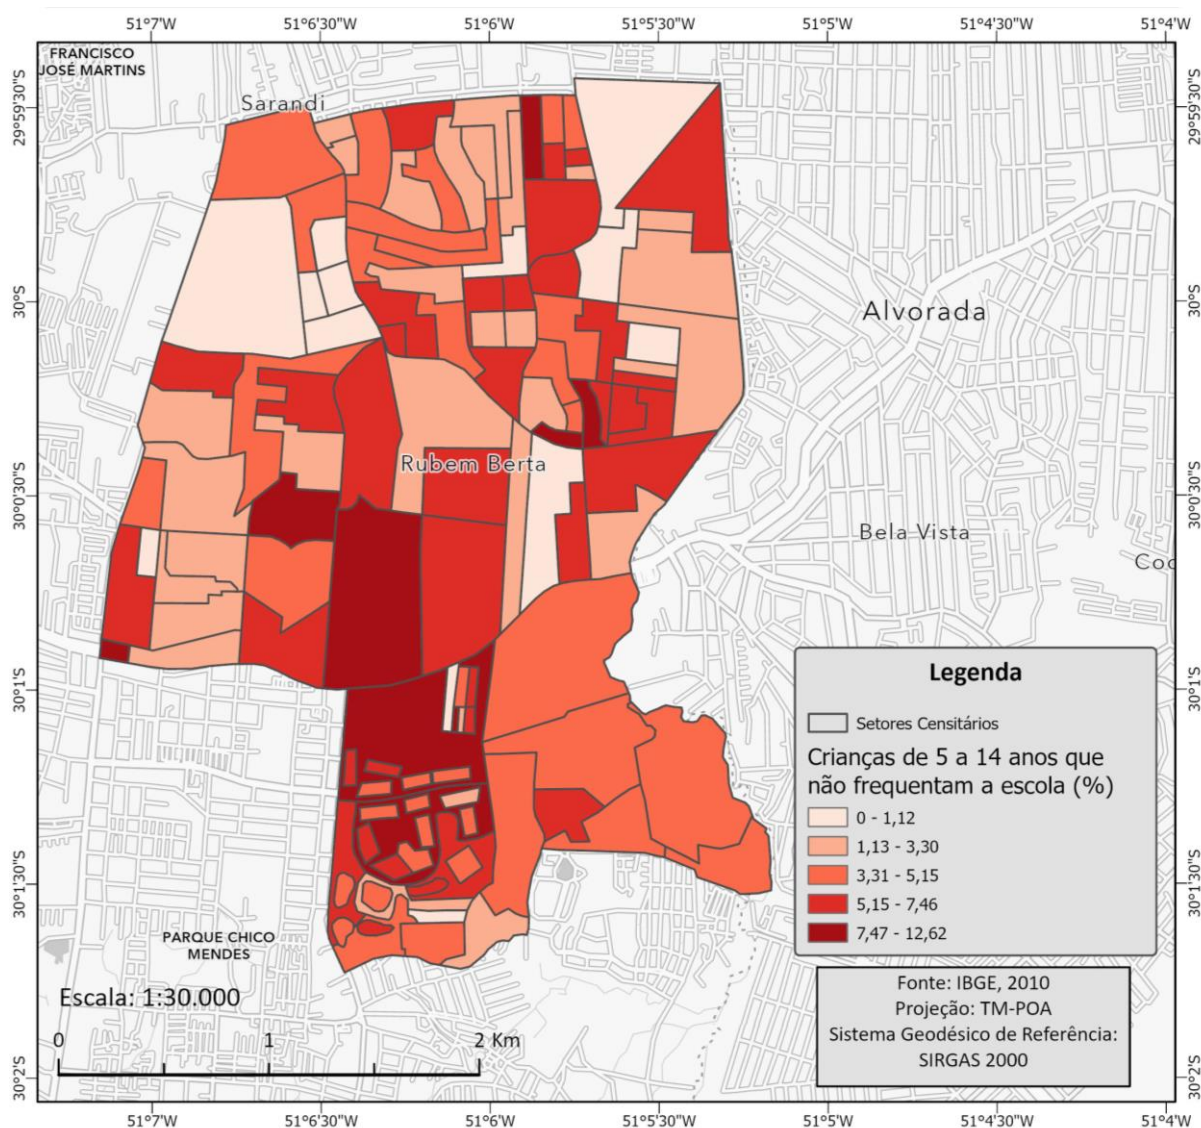 51°7'W 51°6'30"W 51°6'W 51°5'30"W 51°5'W 51°4'30"W 51°4'W
FRANCISCO
JOSÉ MARTINS
Sarandi
29°59'30"S 29°59'30"S
30°S 30°S
Alvorada
Rubem Berta
30°0'30"S 30°0'30"S
Bela Vista
Coc
30°1'S 30°1'S
Legenda
Setores Censitários
Crianças de 5 a 14 anos que
não frequentam a escola (%)
0 - 1,12
1,13 - 3,30
3,31 - 5,15
5,15 - 7,46
7,47 - 12,62
30°1'30"S 30°1'30"S
PARQUE CHICO
MENDES
Fonte: IBGE, 2010
Projeção: TM-POA
Sistema Geodésico de Referência:
SIRGAS 2000
Escala: 1:30.000
0 1 2 Km
30°2'S 30°2'S
51°7'W 51°6'30"W 51°6'W 51°5'30"W 51°5'W 51°4'30"W 51°4'W